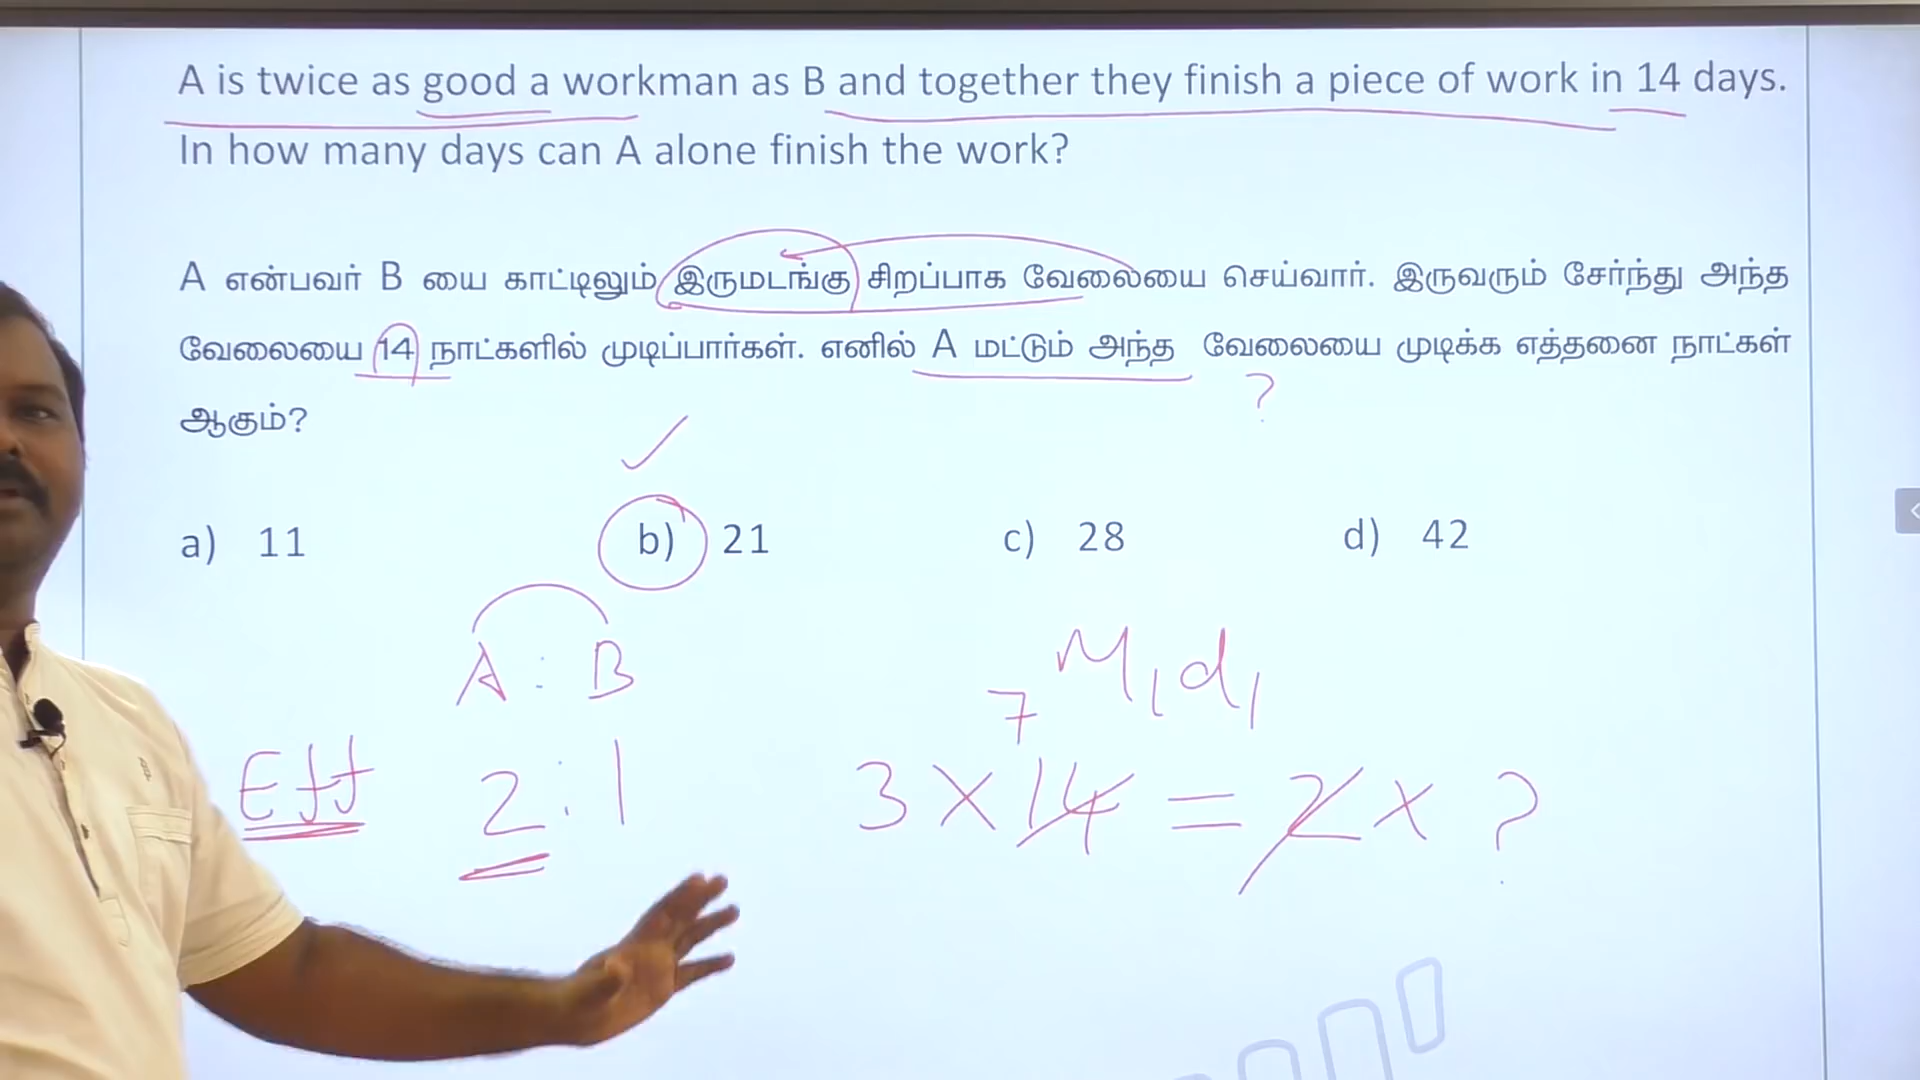 A is twice as good a workman as B and together they finish a piece of work in 14 days.
In how many days can A alone finish the work?
A என்பவர் B யை காட்டிலும் இருமடங்கு சிறப்பாக வேலையை செய்வார். இருவரும் சேர்ந்து அந்த
வேலையை 14 நாட்களில் முடிப்பார்கள். எனில் A மட்டும் அந்த வேலையை முடிக்க எத்தனை நாட்கள்
?
ஆகும்?
a) 11 b) 21 c) 28 d) 42
A : B
M1 d1
7
Eff 2 : 1
3 × 14 = 2 × ?